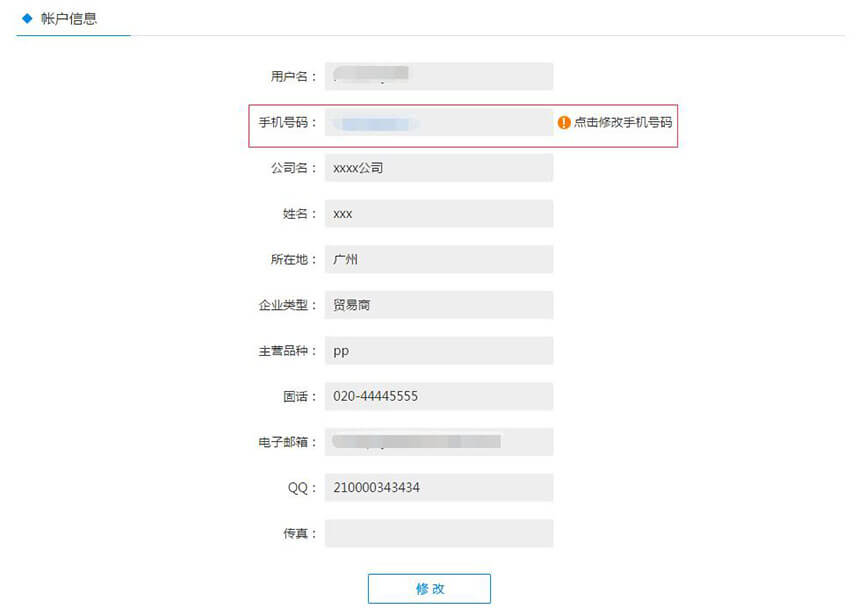 帐户信息
用户名：
手机号码： 点击修改手机号码
公司名： xxxx公司
姓名： xxx
所在地： 广州
企业类型： 贸易商
主营品种： pp
固话： 020-44445555
电子邮箱：
QQ： 210000343434
传真：
修 改